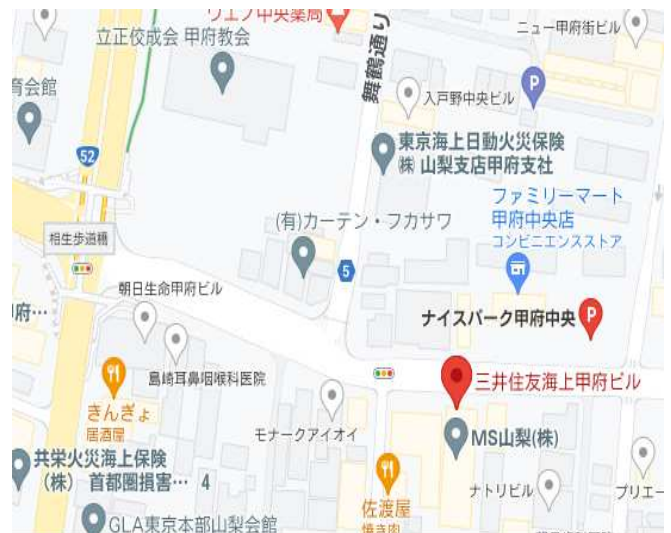 ウエノ中央薬局
立正佼成会 甲府教会
舞鶴通り
ニュー甲府街ビル
育会館
P
入戸野中央ビル
52
東京海上日動火災保険
㈱ 山梨支店甲府支社
ファミリーマート
甲府中央店
コンビニエンスストア
(有)カーテン・フカサワ
相生歩道橋
5
朝日生命甲府ビル
府…
ナイスパーク甲府中央
P
島崎耳鼻咽喉科医院
三井住友海上甲府ビル
きんぎょ
居酒屋
モナークアイオイ
MS山梨(株)
共栄火災海上保険
（株） 首都圏損害… 4
ナトリビル
プリエー
佐渡屋
焼き肉
GLA東京本部山梨会館